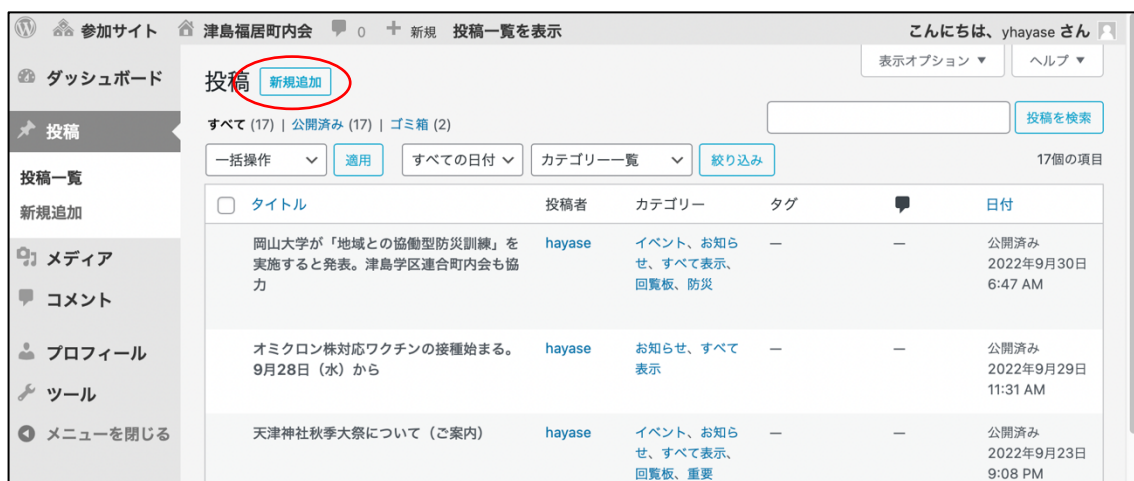 参加サイト 津島福居町内会 0 新規 投稿一覧を表示 こんにちは、yhayase さん
ダッシュボード
投稿
投稿一覧
新規追加
メディア
コメント
プロフィール
ツール
メニューを閉じる
表示オプション ▼ ヘルプ ▼
投稿 新規追加
すべて (17) | 公開済み (17) | ゴミ箱 (2)
投稿を検索
一括操作 適用 すべての日付 カテゴリー一覧 絞り込み 17個の項目
タイトル 投稿者 カテゴリー タグ 日付
岡山大学が「地域との協働型防災訓練」を hayase イベント、お知ら — — 公開済み
実施すると発表。津島学区連合町内会も協 せ、すべて表示、 2022年9月30日
力 回覧板、防災 6:47 AM
オミクロン株対応ワクチンの接種始まる。 hayase お知らせ、すべて — — 公開済み
9月28日（水）から 表示 2022年9月29日
11:31 AM
天津神社秋季大祭について（ご案内） hayase イベント、お知ら — — 公開済み
せ、すべて表示、 2022年9月23日
回覧板、重要 9:08 PM